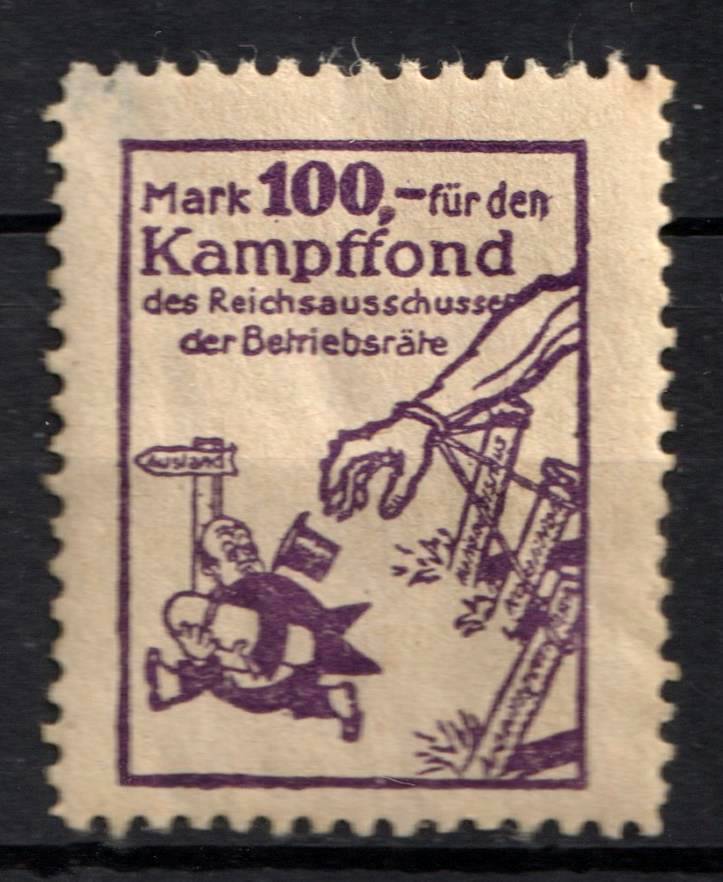 Mark 100,- für den
Kampffond
des Reichsausschusses
der Betriebsräte
Ausland